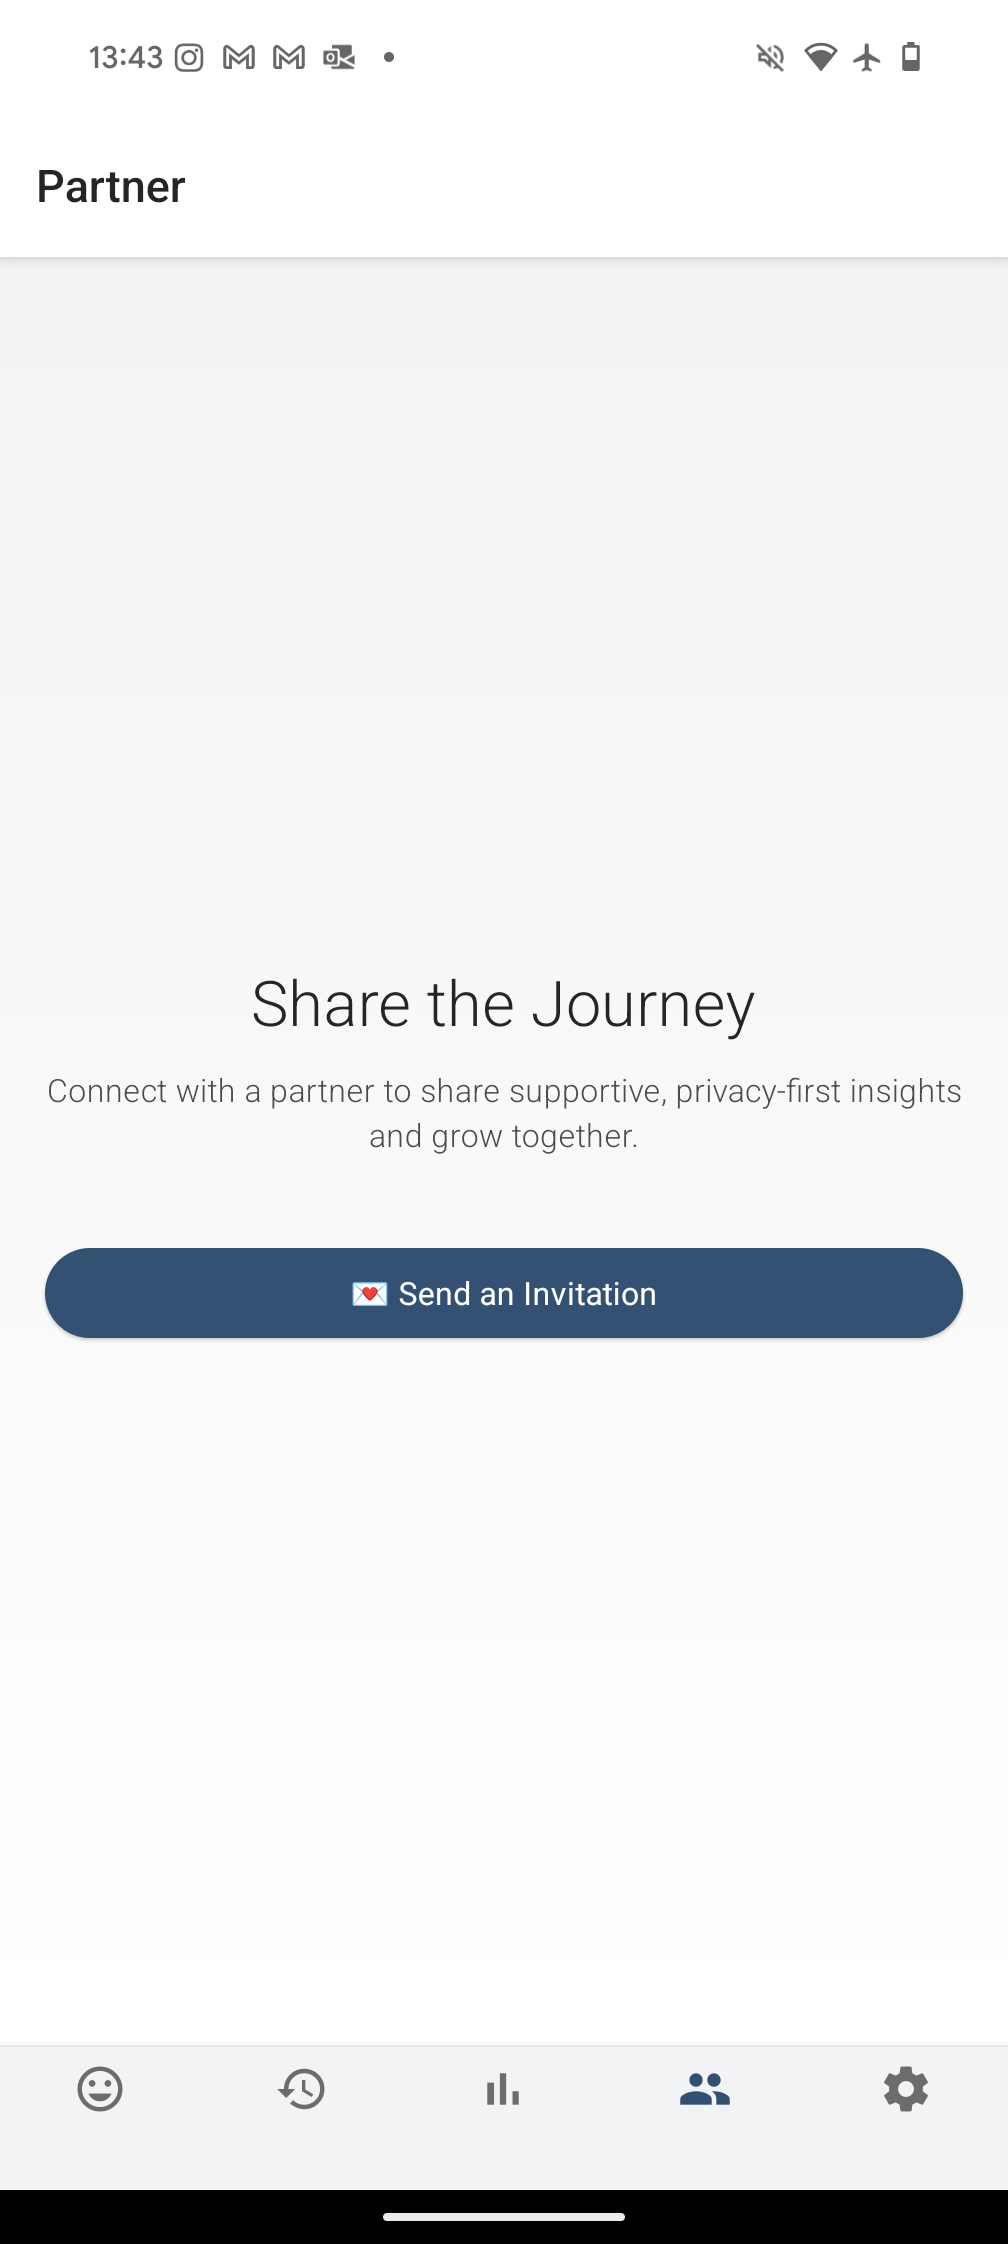 13:43
Partner
Share the Journey
Connect with a partner to share supportive, privacy-first insights
and grow together.
💌 Send an Invitation